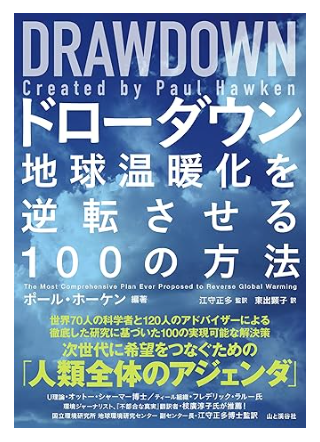 DRAWDOWN
Created by Paul Hawken
ドローダウン
地球温暖化を
逆転させる
100の方法
The Most Comprehensive Plan Ever Proposed to Reverse Global Warming
ポール・ホーケン 編著
江守正多 監訳 東出顕子 訳
世界70人の科学者と120人のアドバイザーによる
徹底した研究に基づいた100の実現可能な解決策
次世代に希望をつなぐための
「人類全体のアジェンダ」
U理論・オットー・シャーマー博士/ティール組織・フレデリック・ラルー氏
環境ジャーナリスト、『不都合な真実』翻訳者・枝廣淳子氏が推薦!
国立環境研究所 地球環境研究センター 副センター長・江守正多博士監訳
山と溪谷社